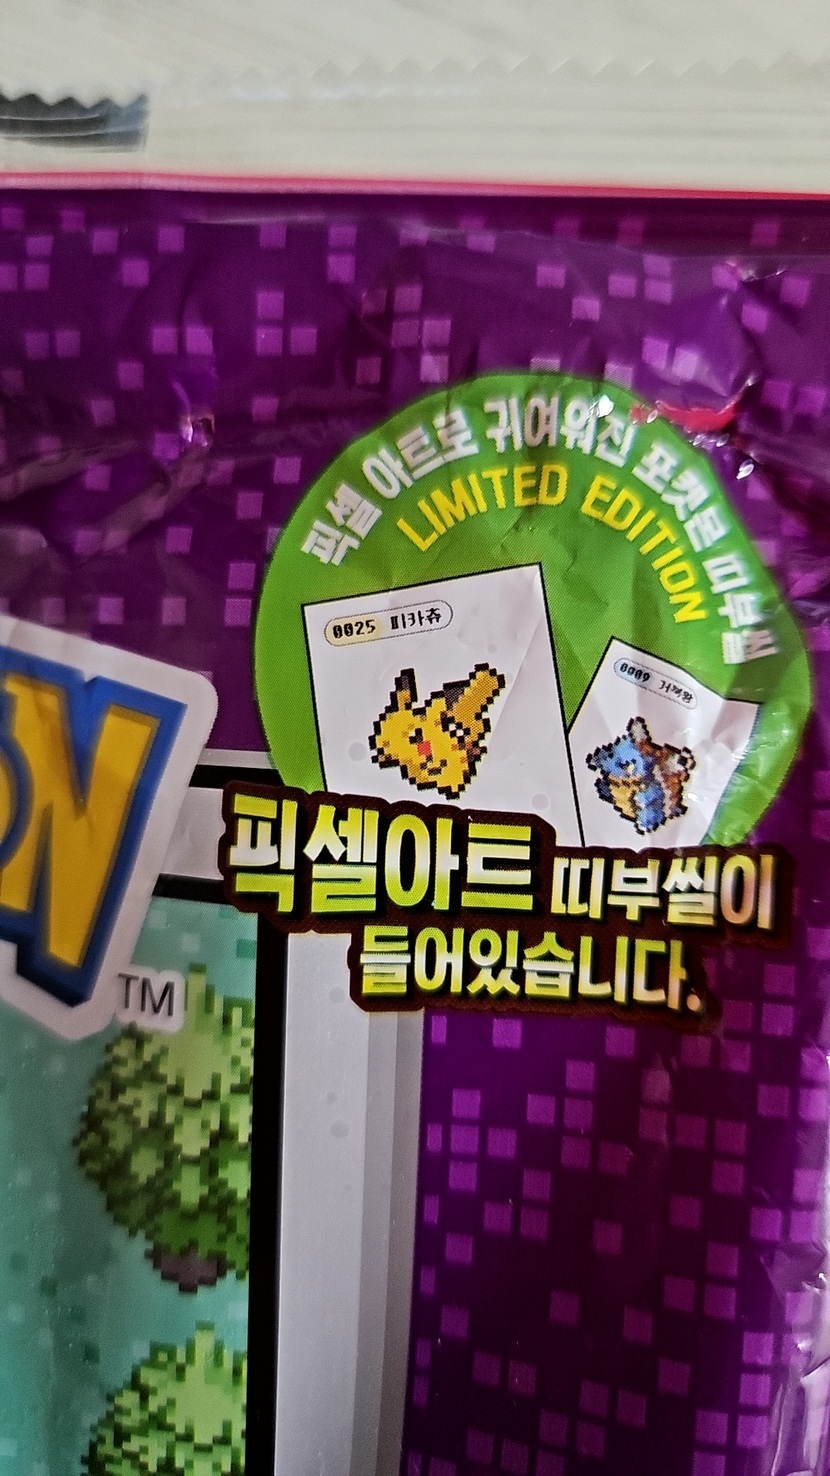 픽셀 아트로 귀여워진 포켓몬 띠부씰
LIMITED EDITION
0025 피카츄
0009 거북왕
ON
TM
픽셀아트 띠부씰이
들어있습니다.